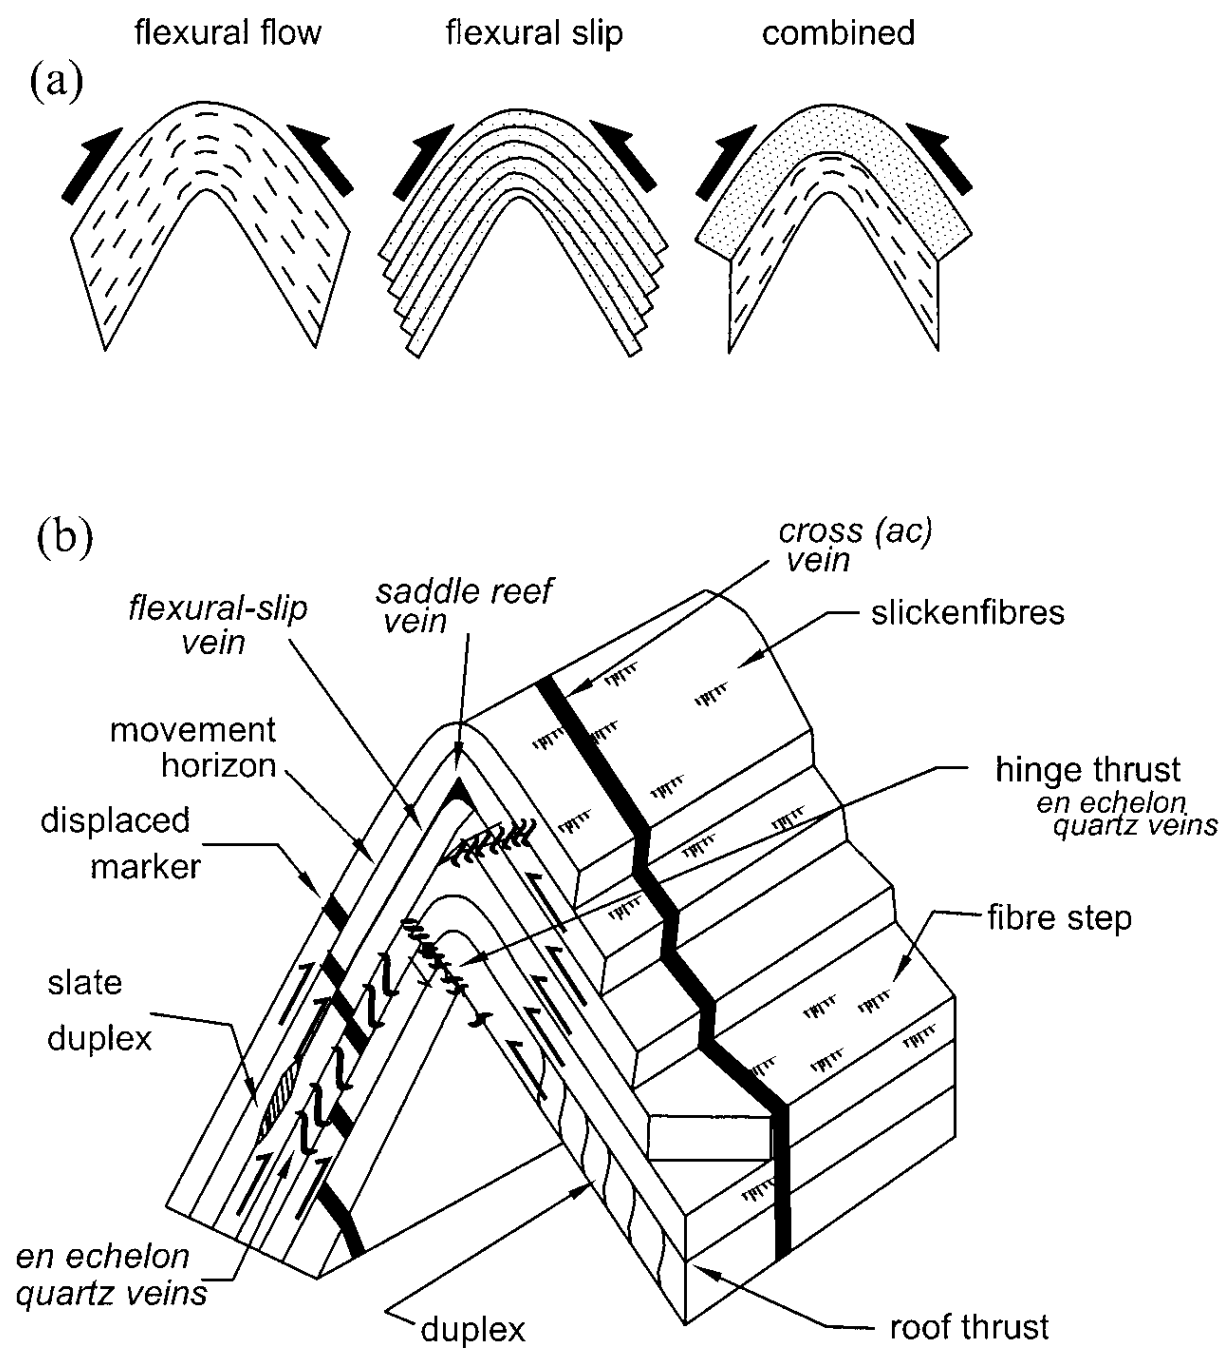 flexural flow
flexural slip
combined
(a)
(b)
cross (ac)
vein
saddle reef
vein
flexural-slip
vein
slickenfibres
movement
horizon
hinge thrust
en echelon
quartz veins
displaced
marker
fibre step
slate
duplex
en echelon
quartz veins
duplex
roof thrust